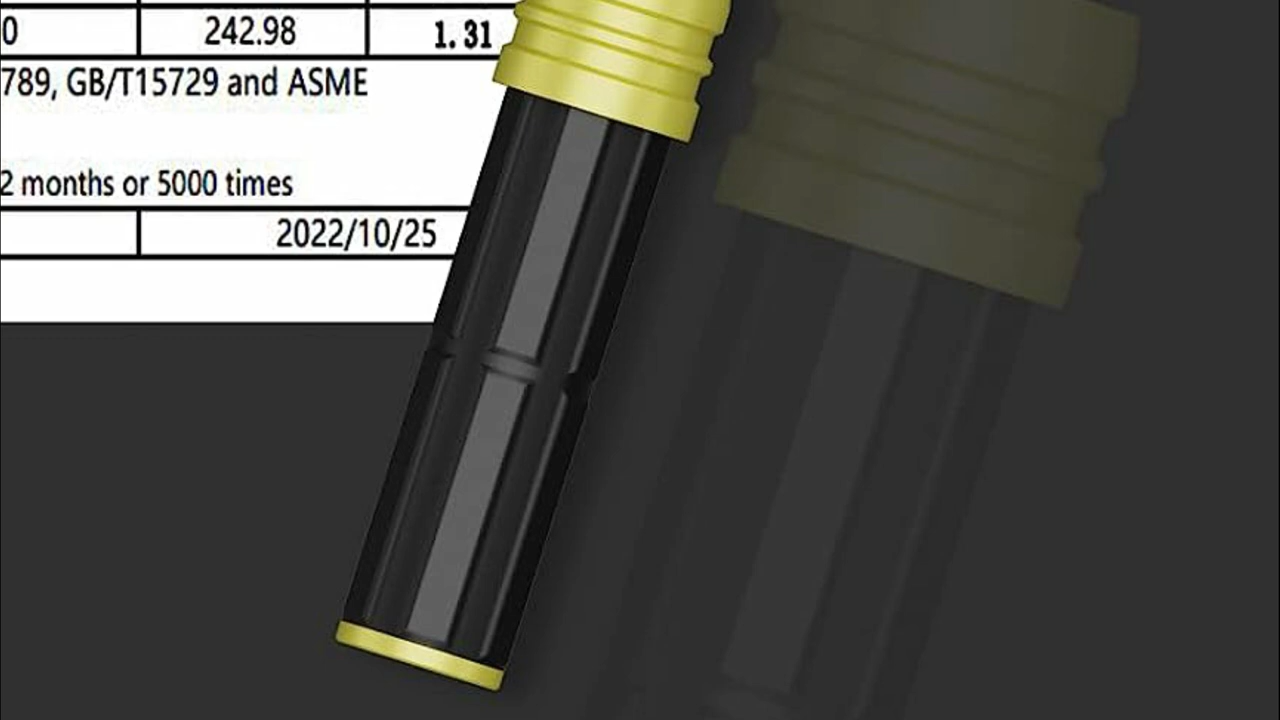 0 242.98 1.31
789, GB/T15729 and ASME
2 months or 5000 times
2022/10/25